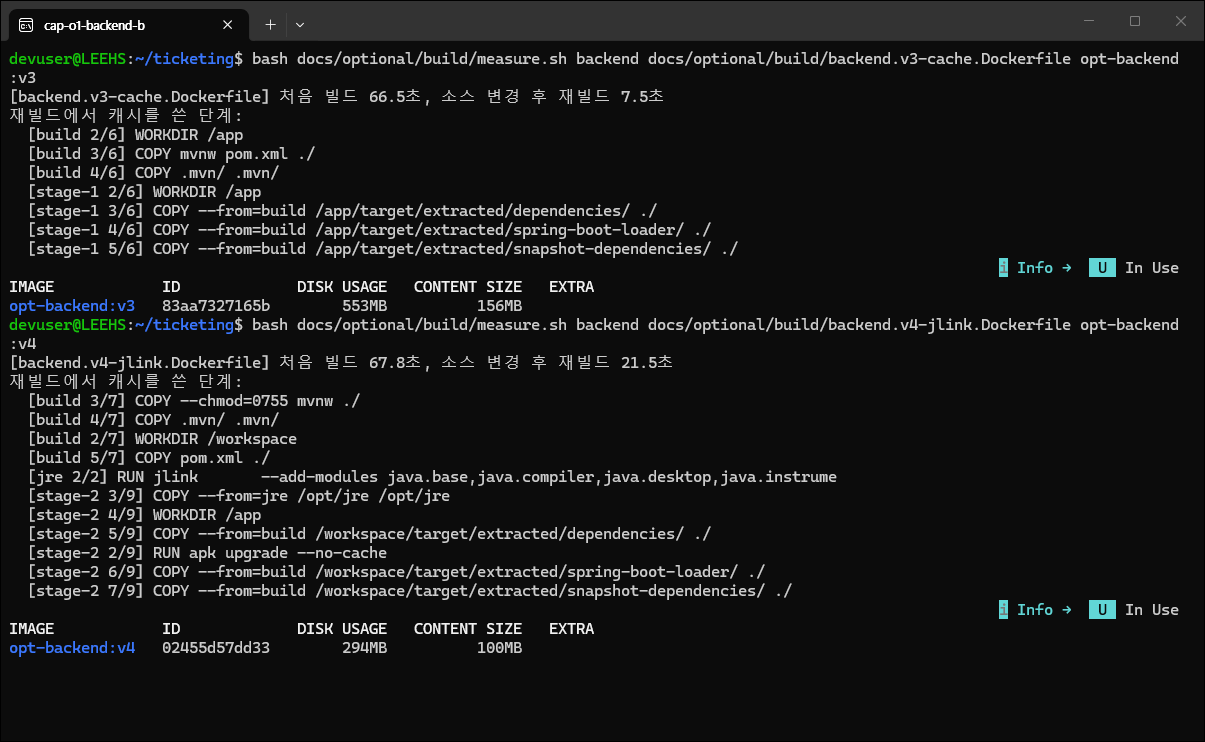 cap-o1-backend-b
devuser@LEEHS:~/ticketing$ bash docs/optional/build/measure.sh backend docs/optional/build/backend.v3-cache.Dockerfile opt-backend
:v3
[backend.v3-cache.Dockerfile] 처음 빌드 66.5초, 소스 변경 후 재빌드 7.5초
재빌드에서 캐시를 쓴 단계:
[build 2/6] WORKDIR /app
[build 3/6] COPY mvnw pom.xml ./
[build 4/6] COPY .mvn/ .mvn/
[stage-1 2/6] WORKDIR /app
[stage-1 3/6] COPY --from=build /app/target/extracted/dependencies/ ./
[stage-1 4/6] COPY --from=build /app/target/extracted/spring-boot-loader/ ./
[stage-1 5/6] COPY --from=build /app/target/extracted/snapshot-dependencies/ ./
i Info → U In Use
IMAGE ID DISK USAGE CONTENT SIZE EXTRA
opt-backend:v3 83aa7327165b 553MB 156MB
devuser@LEEHS:~/ticketing$ bash docs/optional/build/measure.sh backend docs/optional/build/backend.v4-jlink.Dockerfile opt-backend
:v4
[backend.v4-jlink.Dockerfile] 처음 빌드 67.8초, 소스 변경 후 재빌드 21.5초
재빌드에서 캐시를 쓴 단계:
[build 3/7] COPY --chmod=0755 mvnw ./
[build 4/7] COPY .mvn/ .mvn/
[build 2/7] WORKDIR /workspace
[build 5/7] COPY pom.xml ./
[jre 2/2] RUN jlink --add-modules java.base,java.compiler,java.desktop,java.instrume
[stage-2 3/9] COPY --from=jre /opt/jre /opt/jre
[stage-2 4/9] WORKDIR /app
[stage-2 5/9] COPY --from=build /workspace/target/extracted/dependencies/ ./
[stage-2 2/9] RUN apk upgrade --no-cache
[stage-2 6/9] COPY --from=build /workspace/target/extracted/spring-boot-loader/ ./
[stage-2 7/9] COPY --from=build /workspace/target/extracted/snapshot-dependencies/ ./
i Info → U In Use
IMAGE ID DISK USAGE CONTENT SIZE EXTRA
opt-backend:v4 02455d57dd33 294MB 100MB